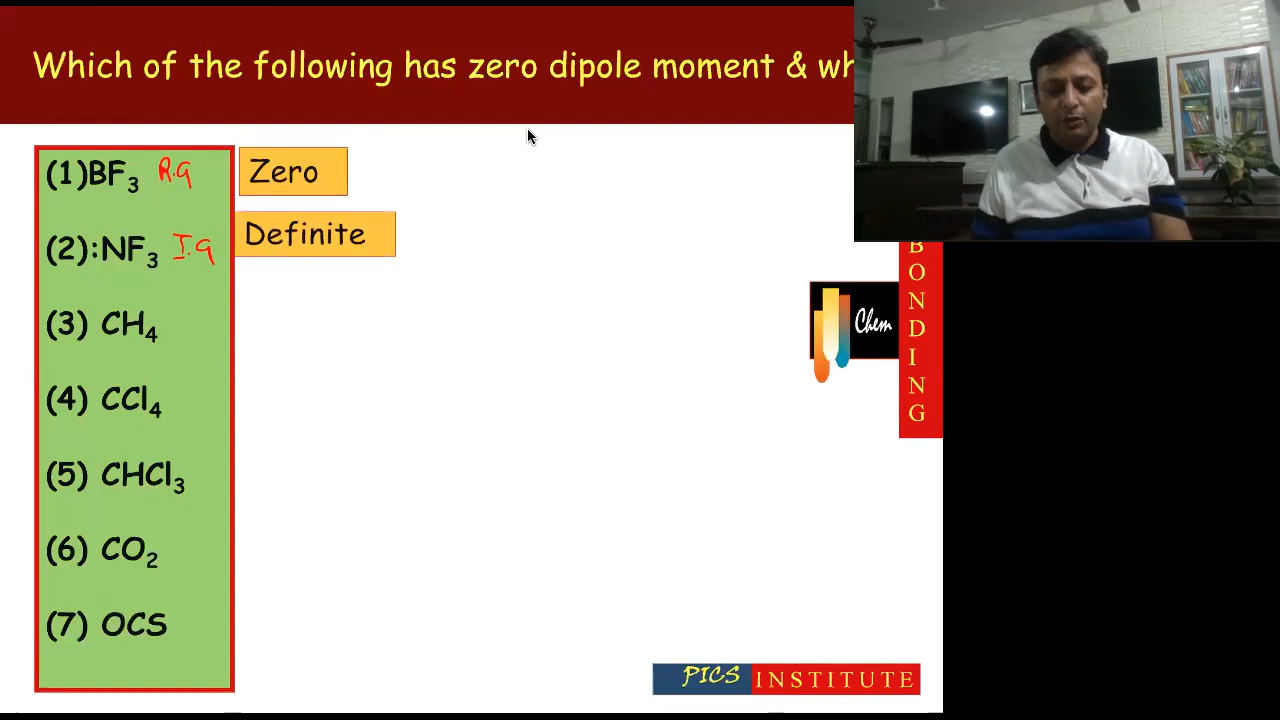 Which of the following has zero dipole moment & wh
(1)BF₃ R.G Zero
(2):NF₃ I.G Definite
(3) CH₄
(4) CCl₄
(5) CHCl₃
(6) CO₂
(7) OCS
Chem
BONDING
PICS INSTITUTE